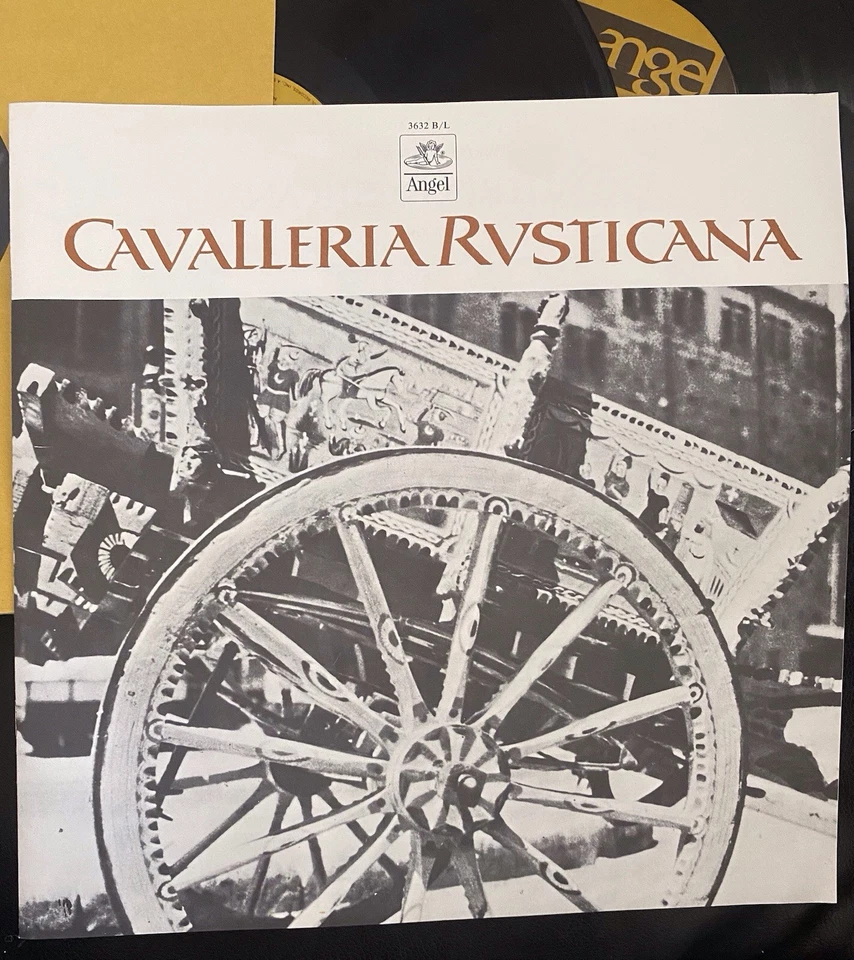 angel
3632 B/L
Angel
CAVALLERIA RVSTICANA